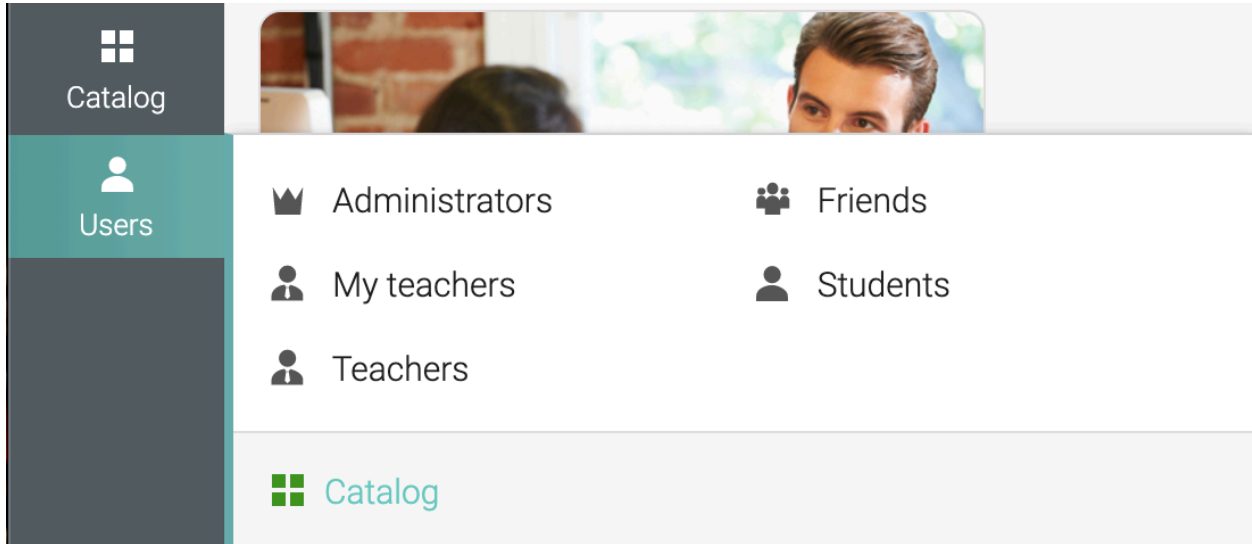 Catalog
Users
Administrators
Friends
My teachers
Students
Teachers
Catalog